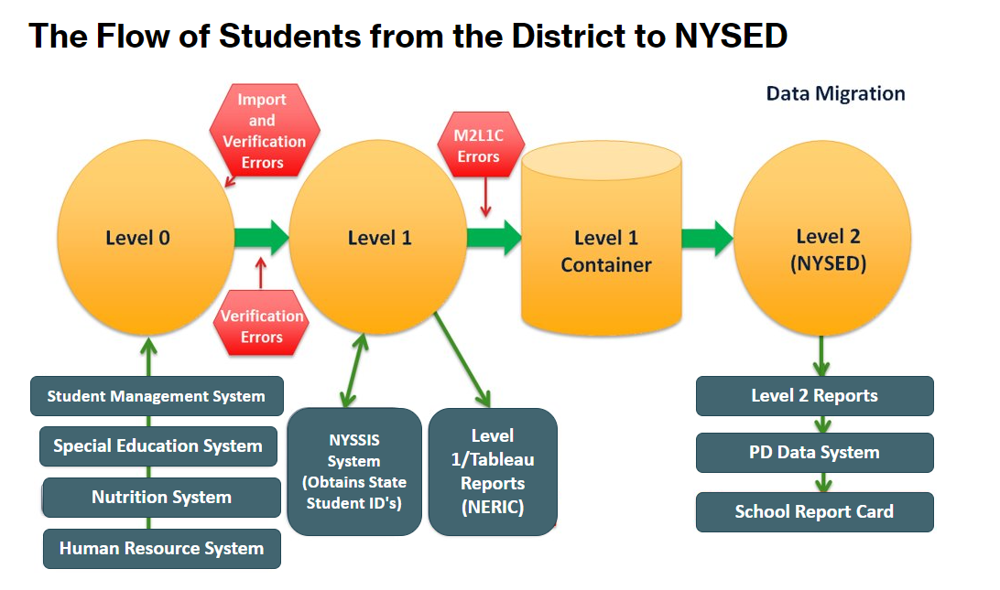 The Flow of Students from the District to NYSED
Data Migration
Import
and
Verification
Errors
M2L1C
Errors
Level 0
Level 1
Level 1
Container
Level 2
(NYSED)
Verification
Errors
Student Management System
Special Education System
Nutrition System
Human Resource System
NYSSIS
System
(Obtains State
Student ID's)
Level
1/Tableau
Reports
(NERIC)
Level 2 Reports
PD Data System
School Report Card